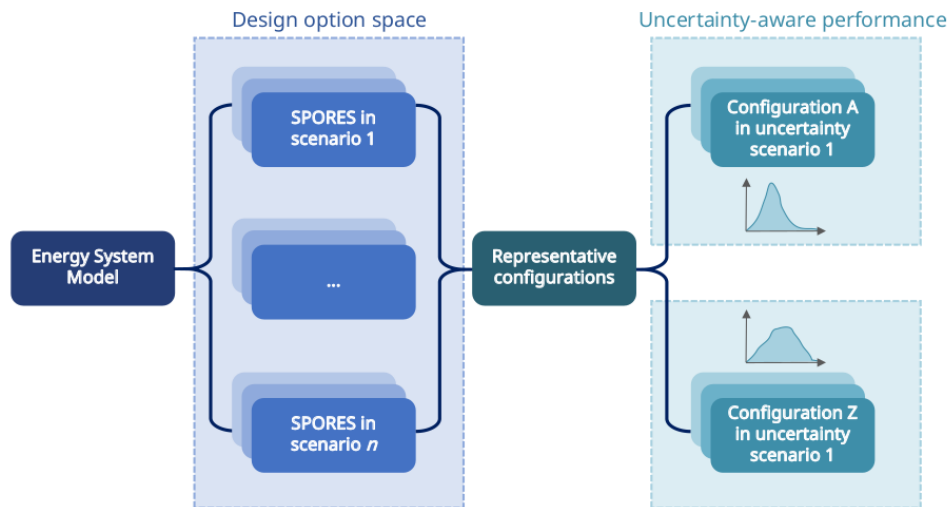 Design option space
Uncertainty-aware performance
SPORES in
scenario 1
Configuration A
in uncertainty
scenario 1
Energy System
Model
...
Representative
configurations
SPORES in
scenario n
Configuration Z
in uncertainty
scenario 1